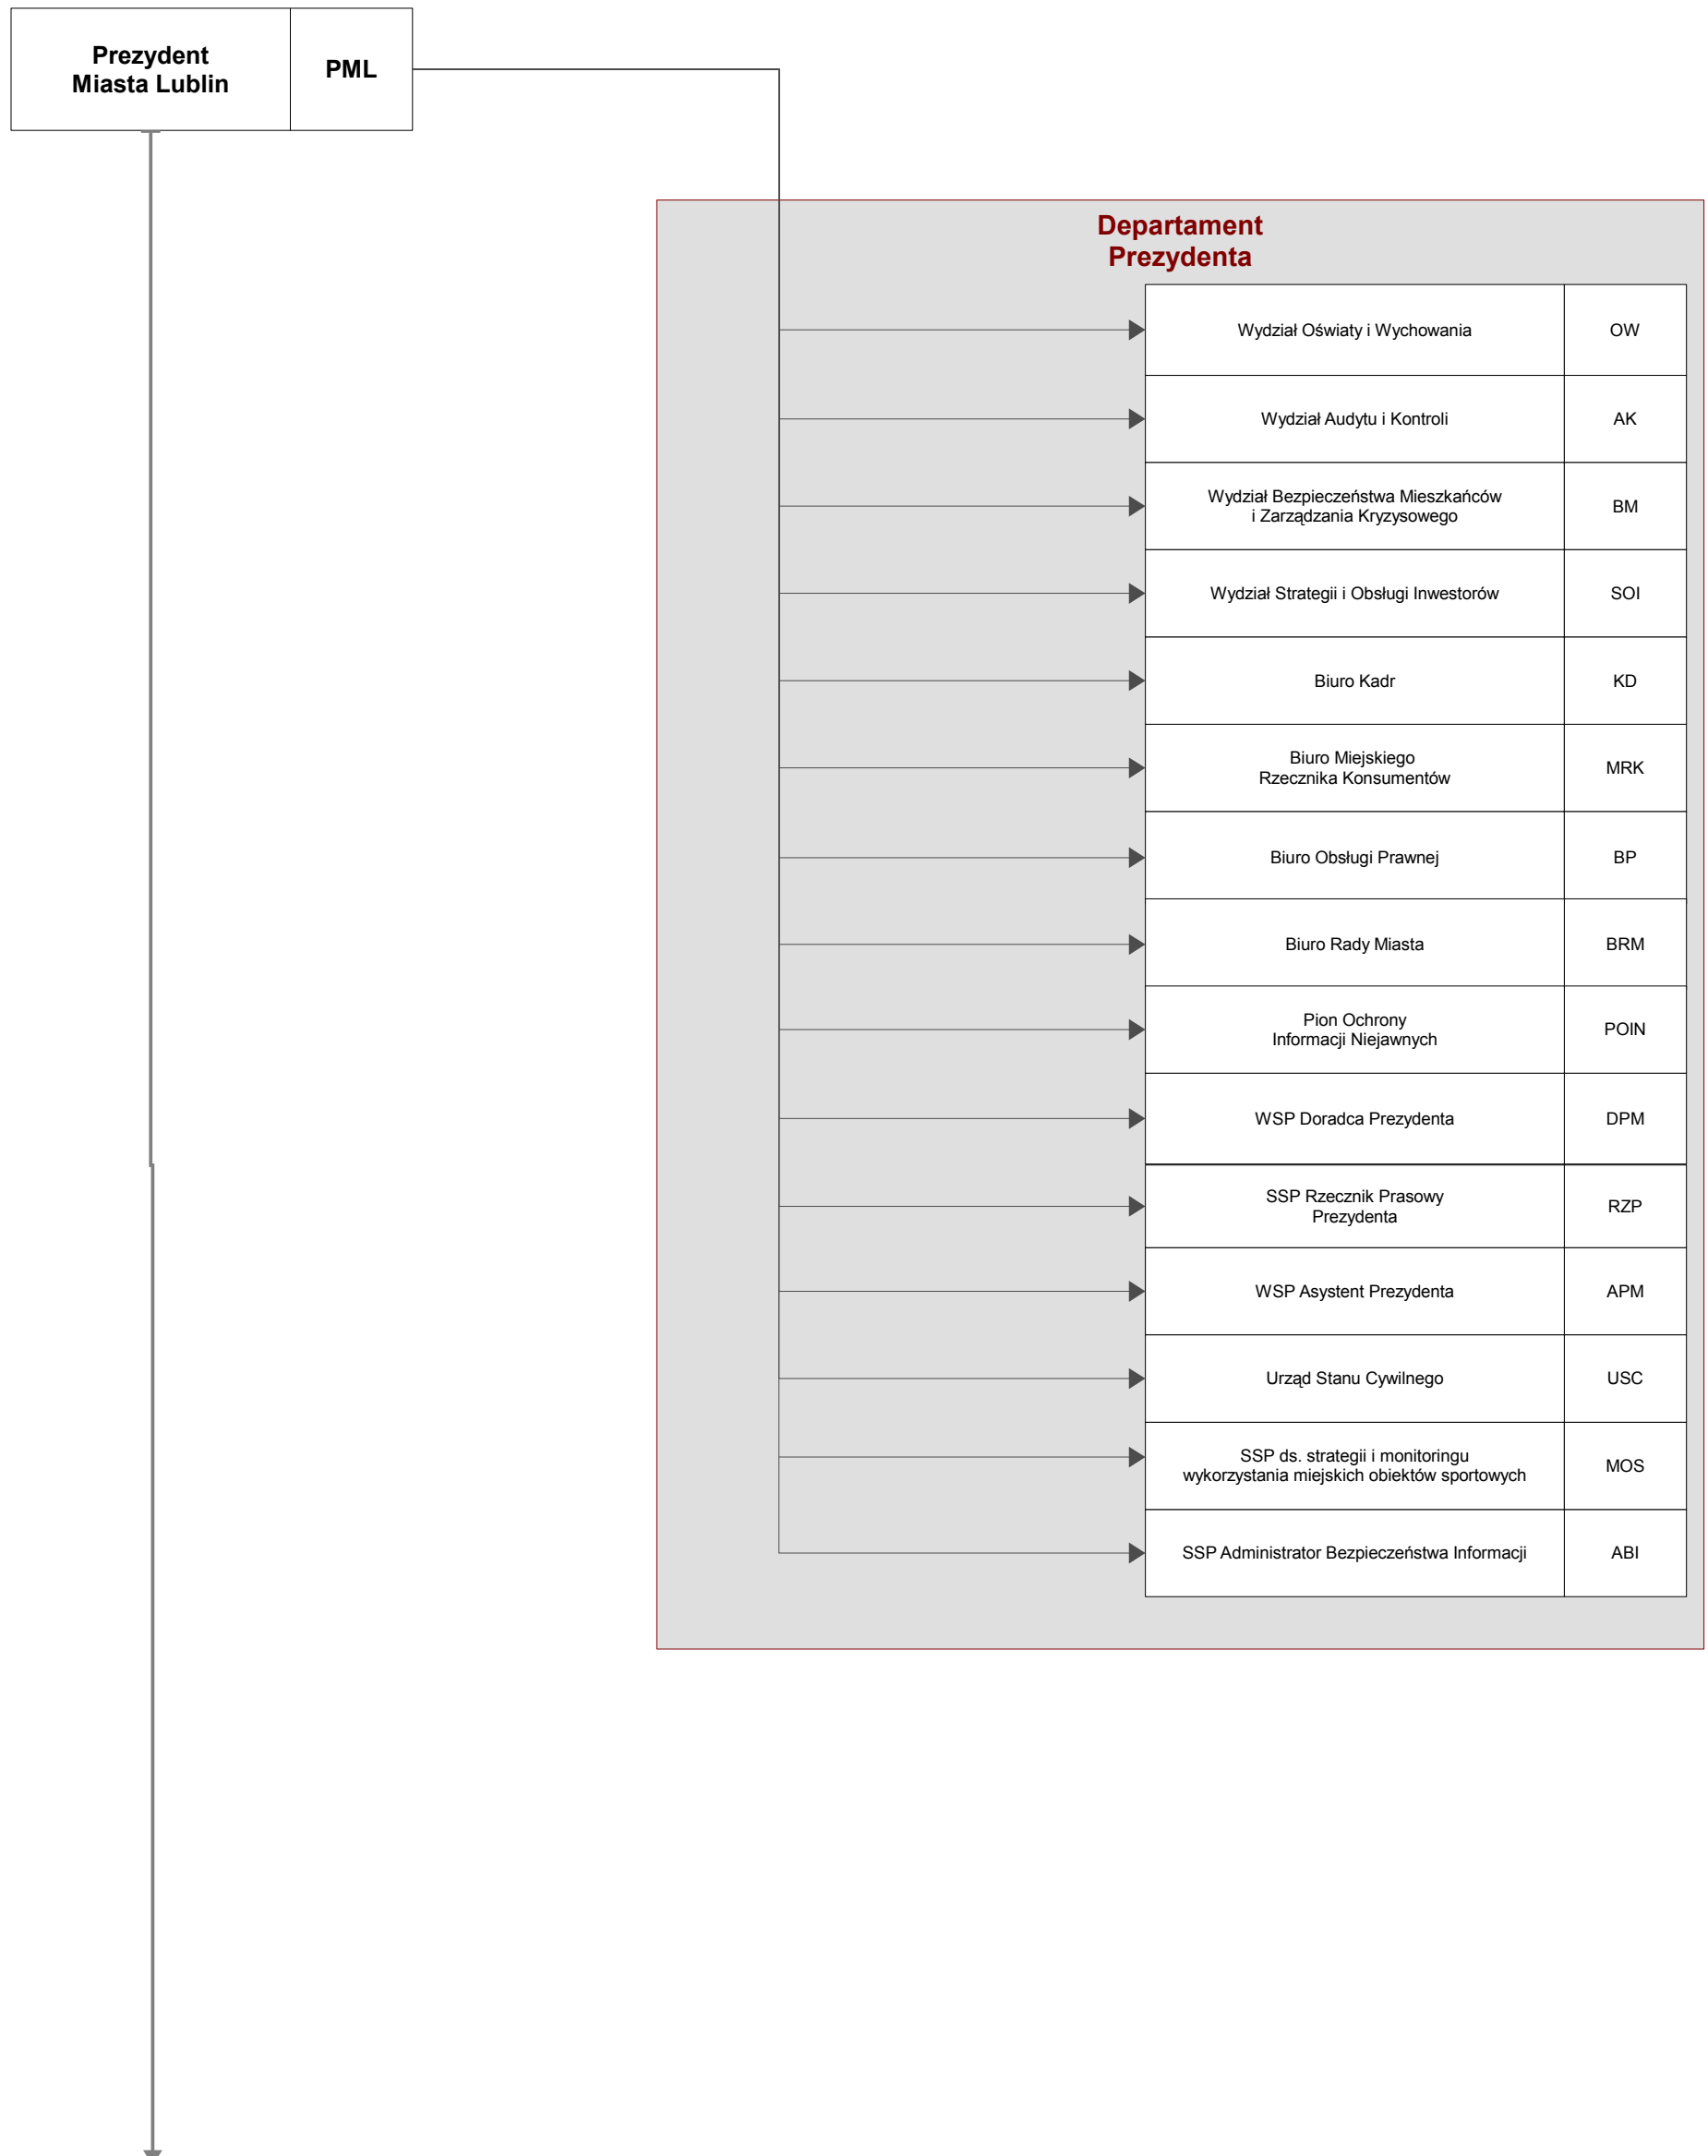 Prezydent
Miasta Lublin
PML
Departament
Prezydenta
Wydział Oświaty i Wychowania
OW
Wydział Audytu i Kontroli
AK
Wydział Bezpieczeństwa Mieszkańców
i Zarządzania Kryzysowego
BM
Wydział Strategii i Obsługi Inwestorów
SOI
Biuro Kadr
KD
Biuro Miejskiego
Rzecznika Konsumentów
MRK
Biuro Obsługi Prawnej
BP
Biuro Rady Miasta
BRM
Pion Ochrony
Informacji Niejawnych
POIN
WSP Doradca Prezydenta
DPM
SSP Rzecznik Prasowy
Prezydenta
RZP
WSP Asystent Prezydenta
APM
Urząd Stanu Cywilnego
USC
SSP ds. strategii i monitoringu
wykorzystania miejskich obiektów sportowych
MOS
SSP Administrator Bezpieczeństwa Informacji
ABI